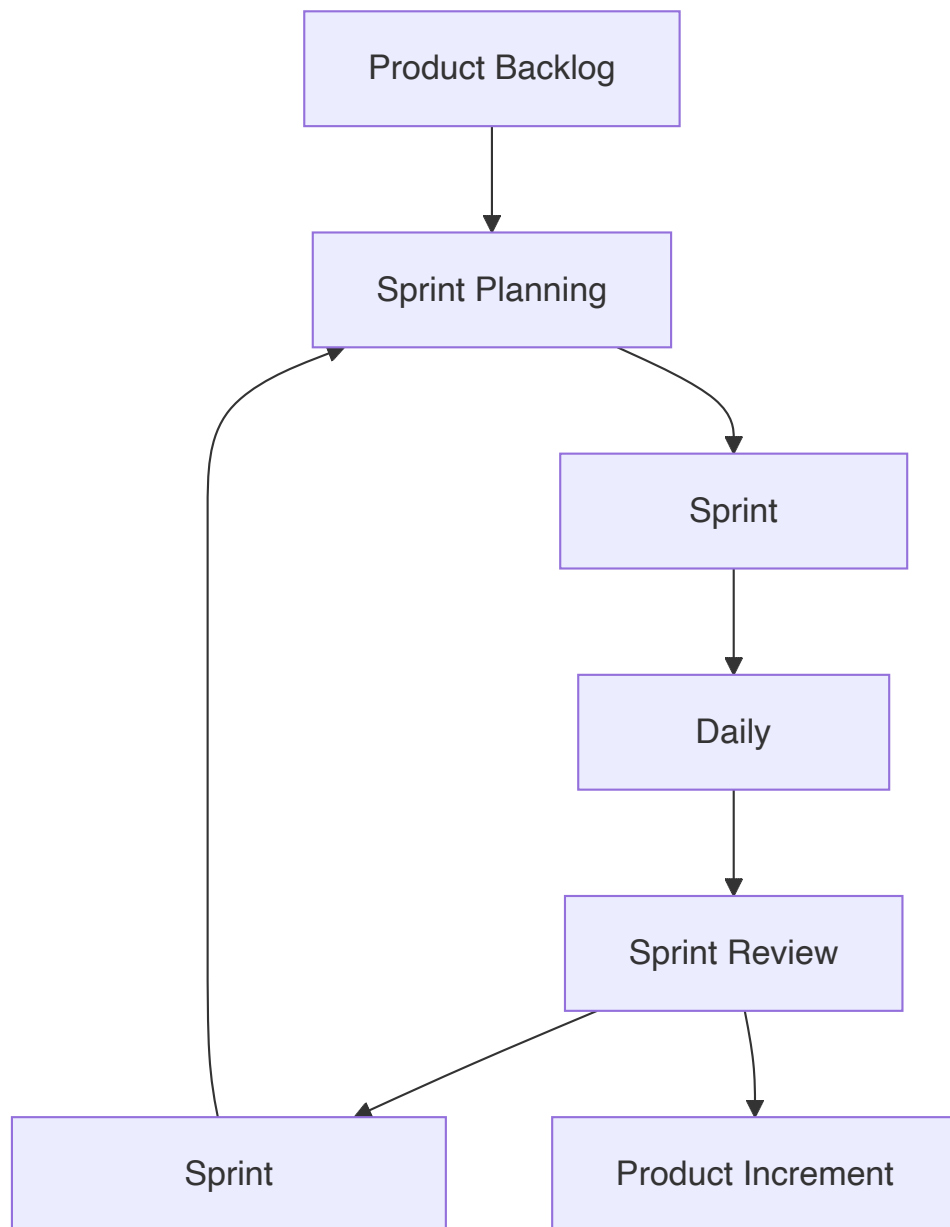 Product Backlog
Sprint Planning
Sprint
Daily
Sprint Review
Sprint
Product Increment